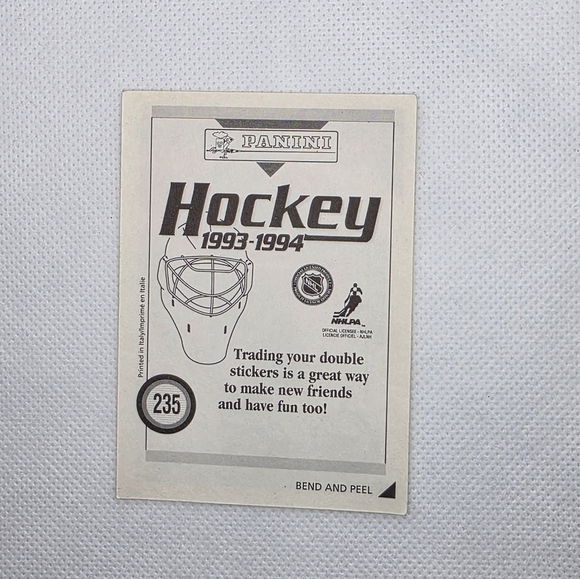 PANINI
Hockey
1993-1994
NHL
NHLPA
OFFICIAL LICENSEE - NHLPA
LICENCIÉ OFFICIEL - AJLNH
Printed in Italy/Imprimé en Italie
Trading your double
stickers is a great way
to make new friends
and have fun too!
235
BEND AND PEEL